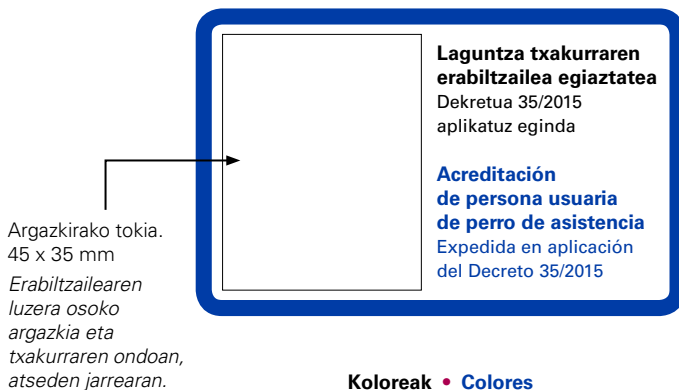 Laguntza txakurraren
erabiltzailea egiaztatea
Dekretua 35/2015
aplikatuz eginda
Acreditación
de persona usuaria
de perro de asistencia
Expedida en aplicación
del Decreto 35/2015
Argazkirako tokia.
45 x 35 mm
Erabiltzailearen
luzera osoko
argazkia eta
txakurraren ondoan,
atseden jarrearan.
Koloreak • Colores